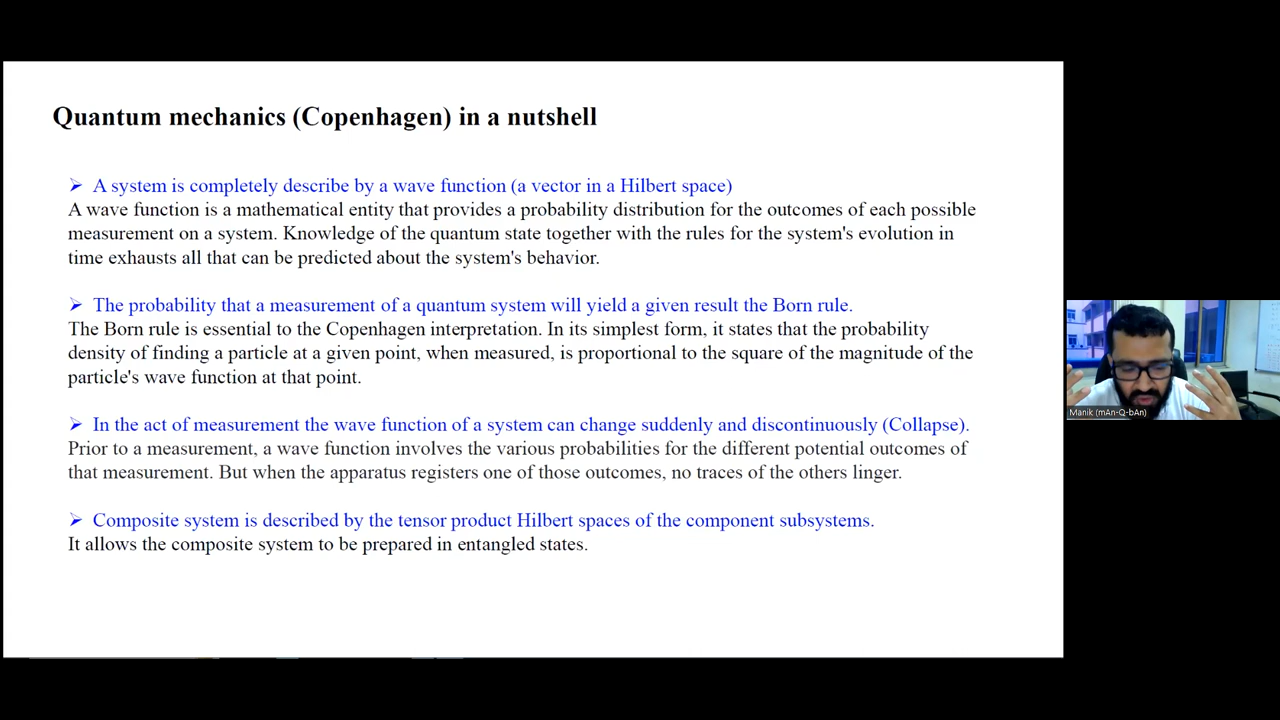 Quantum mechanics (Copenhagen) in a nutshell
➢ A system is completely describe by a wave function (a vector in a Hilbert space)
A wave function is a mathematical entity that provides a probability distribution for the outcomes of each possible
measurement on a system. Knowledge of the quantum state together with the rules for the system's evolution in
time exhausts all that can be predicted about the system's behavior.
➢ The probability that a measurement of a quantum system will yield a given result the Born rule.
The Born rule is essential to the Copenhagen interpretation. In its simplest form, it states that the probability
density of finding a particle at a given point, when measured, is proportional to the square of the magnitude of the
particle's wave function at that point.
➢ In the act of measurement the wave function of a system can change suddenly and discontinuously (Collapse).
Prior to a measurement, a wave function involves the various probabilities for the different potential outcomes of
that measurement. But when the apparatus registers one of those outcomes, no traces of the others linger.
➢ Composite system is described by the tensor product Hilbert spaces of the component subsystems.
It allows the composite system to be prepared in entangled states.
Manik (mAn-Q-bAn)